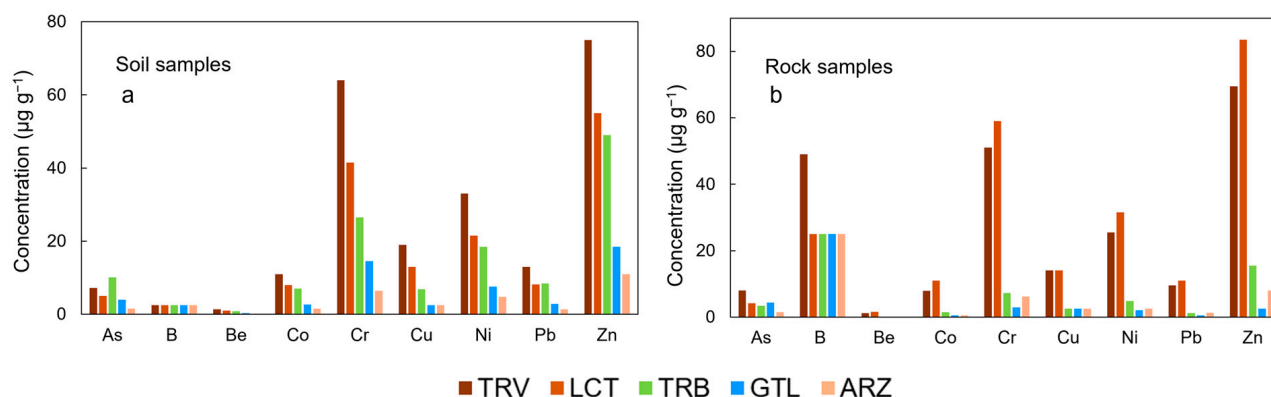 Concentration (µg g⁻¹)
80
60
40
20
0
Soil samples
a
As B Be Co Cr Cu Ni Pb Zn
Concentration (µg g⁻¹)
80
60
40
20
0
Rock samples
b
As B Be Co Cr Cu Ni Pb Zn
TRV LCT TRB GTL ARZ